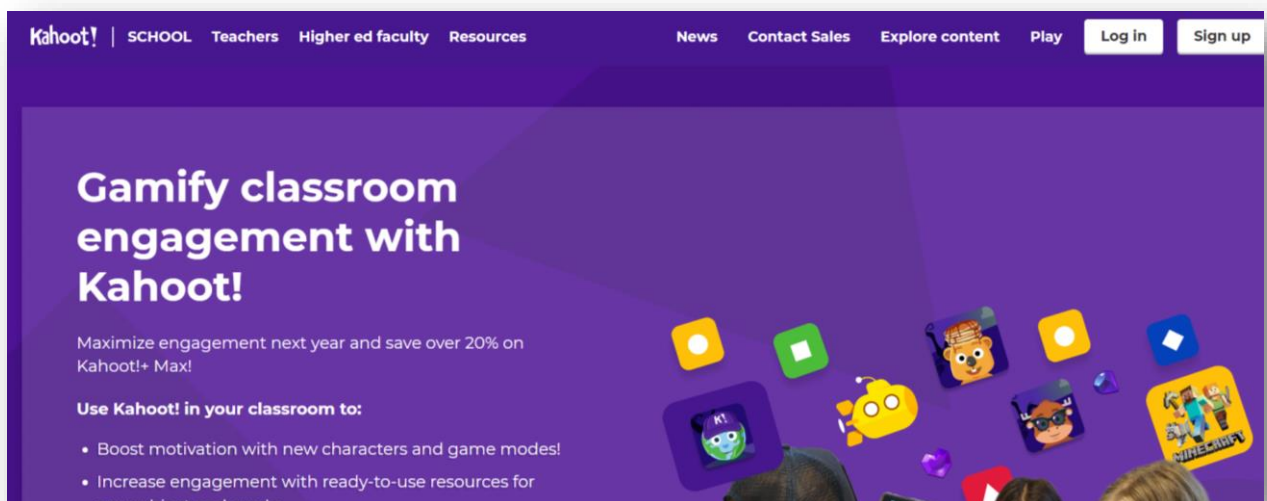 Kahoot! | SCHOOL Teachers Higher ed faculty Resources News Contact Sales Explore content Play Log in Sign up
Gamify classroom
engagement with
Kahoot!
Maximize engagement next year and save over 20% on
Kahoot!+ Max!
Use Kahoot! in your classroom to:
• Boost motivation with new characters and game modes!
• Increase engagement with ready-to-use resources for
K!
MINECRAFT